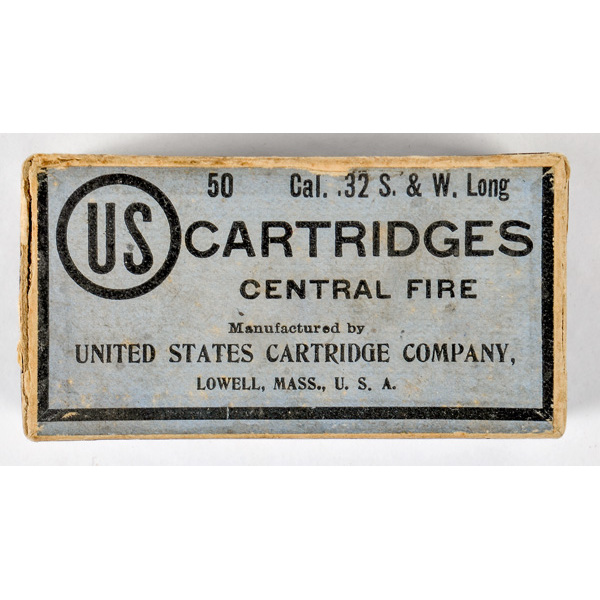 50 Cal. .32 S. & W. Long
US CARTRIDGES
CENTRAL FIRE
Manufactured by
UNITED STATES CARTRIDGE COMPANY,
LOWELL, MASS., U. S. A.